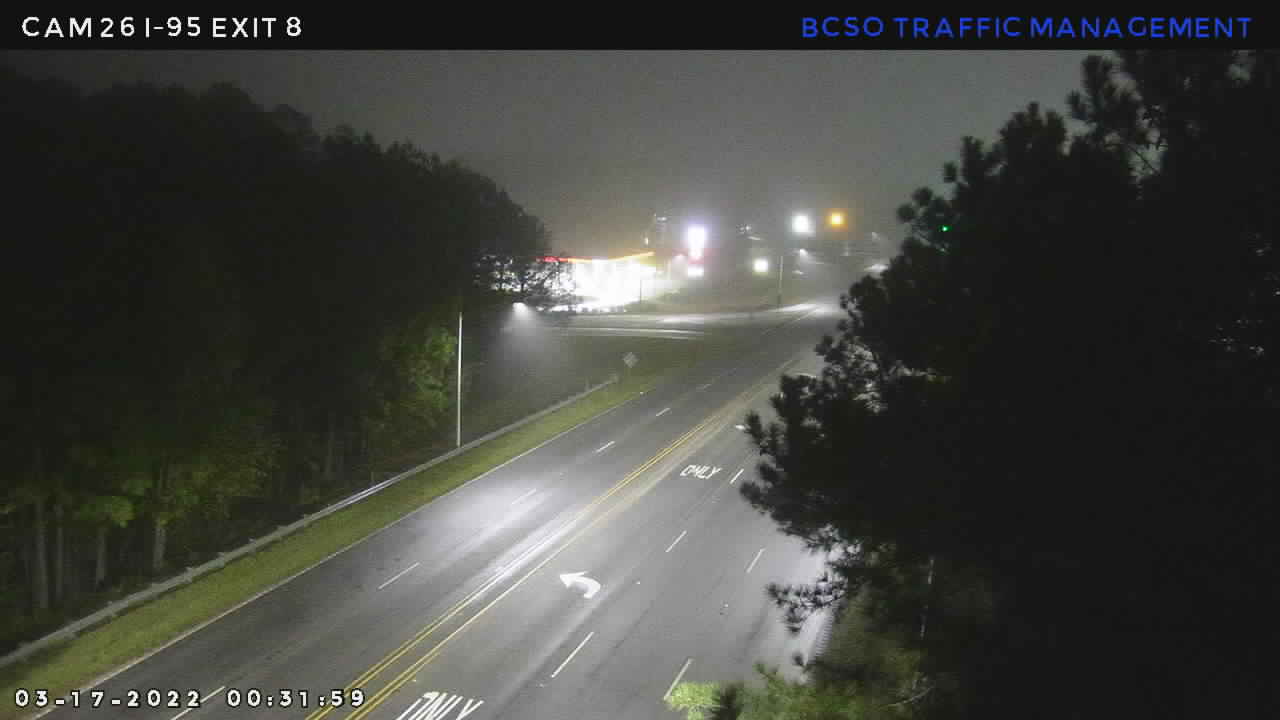 CAM 26 I-95 EXIT 8
BCSO TRAFFIC MANAGEMENT
ONLY
ONLY
03-17-2022 00:31:59